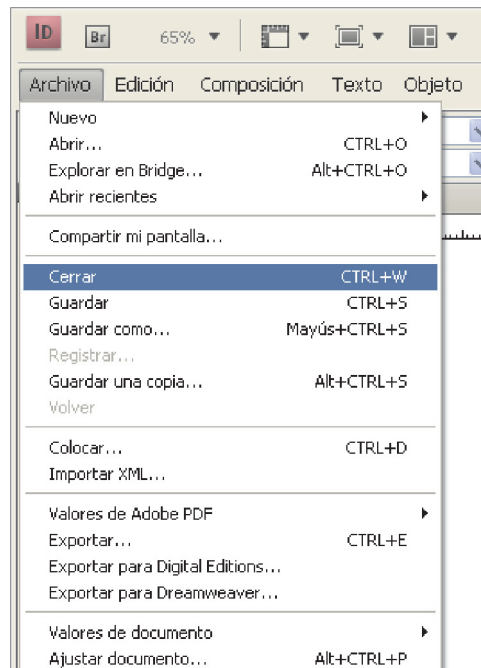 ID Br 65%
Archivo Edición Composición Texto Objeto
Nuevo
Abrir... CTRL+O
Explorar en Bridge... Alt+CTRL+O
Abrir recientes
Compartir mi pantalla...
Cerrar CTRL+W
Guardar CTRL+S
Guardar como... Mayús+CTRL+S
Registrar...
Guardar una copia... Alt+CTRL+S
Volver
Colocar... CTRL+D
Importar XML...
Valores de Adobe PDF
Exportar... CTRL+E
Exportar para Digital Editions...
Exportar para Dreamweaver...
Valores de documento
Ajustar documento... Alt+CTRL+P